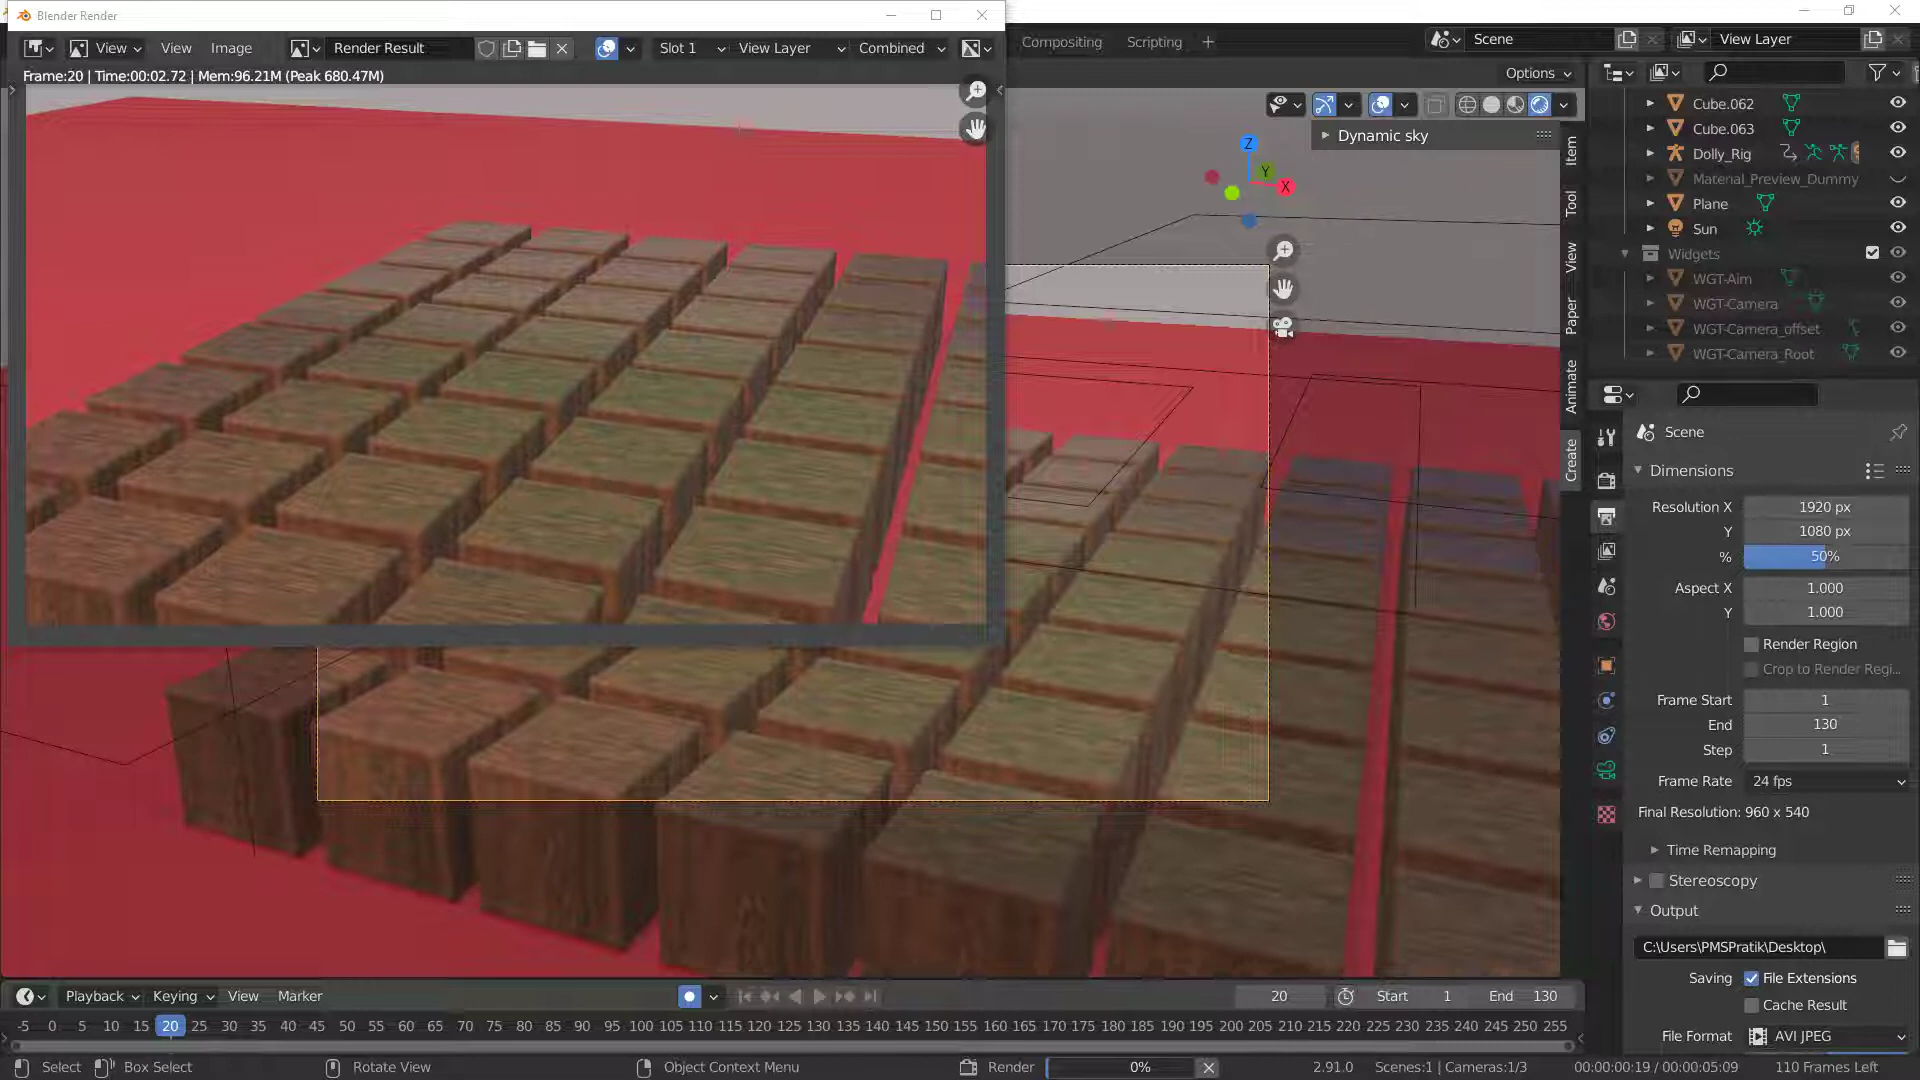 Blender Render
View View Image Render Result Slot 1 View Layer Combined
Frame:20 | Time:00:02.72 | Mem:96.21M (Peak 680.47M)
Compositing Scripting Scene View Layer
Options
Dynamic sky
Z
Y
X
Item
Tool
View
Paper
Animate
Create
Cube.062
Cube.063
Dolly_Rig
Material_Preview_Dummy
Plane
Sun
Widgets
WGT-Aim
WGT-Camera
WGT-Camera_offset
WGT-Camera_Root
Scene
Dimensions
Resolution X 1920 px
Y 1080 px
% 50%
Aspect X 1.000
Y 1.000
Render Region
Crop to Render Regi...
Frame Start 1
End 130
Step 1
Frame Rate 24 fps
Final Resolution: 960 x 540
Time Remapping
Stereoscopy
Output
C:\Users\PMSPratik\Desktop\
Saving File Extensions
Cache Result
File Format AVI JPEG
Playback Keying View Marker 20 Start 1 End 130
-5 0 5 10 15 20 25 30 35 40 45 50 55 60 65 70 75 80 85 90 95 100 105 110 115 120 125 130 135 140 145 150 155 160 165 170 175 180 185 190 195 200 205 210 215 220 225 230 235 240 245 250 255
Select Box Select Rotate View Object Context Menu Render 0% 2.91.0 Scenes:1 | Cameras:1/3 00:00:00:19 / 00:00:05:09 110 Frames Left